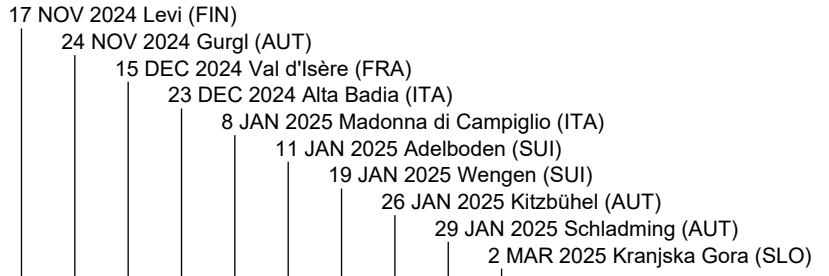 17 NOV 2024 Levi (FIN)
24 NOV 2024 Gurgl (AUT)
15 DEC 2024 Val d'Isère (FRA)
23 DEC 2024 Alta Badia (ITA)
8 JAN 2025 Madonna di Campiglio (ITA)
11 JAN 2025 Adelboden (SUI)
19 JAN 2025 Wengen (SUI)
26 JAN 2025 Kitzbühel (AUT)
29 JAN 2025 Schladming (AUT)
2 MAR 2025 Kranjska Gora (SLO)